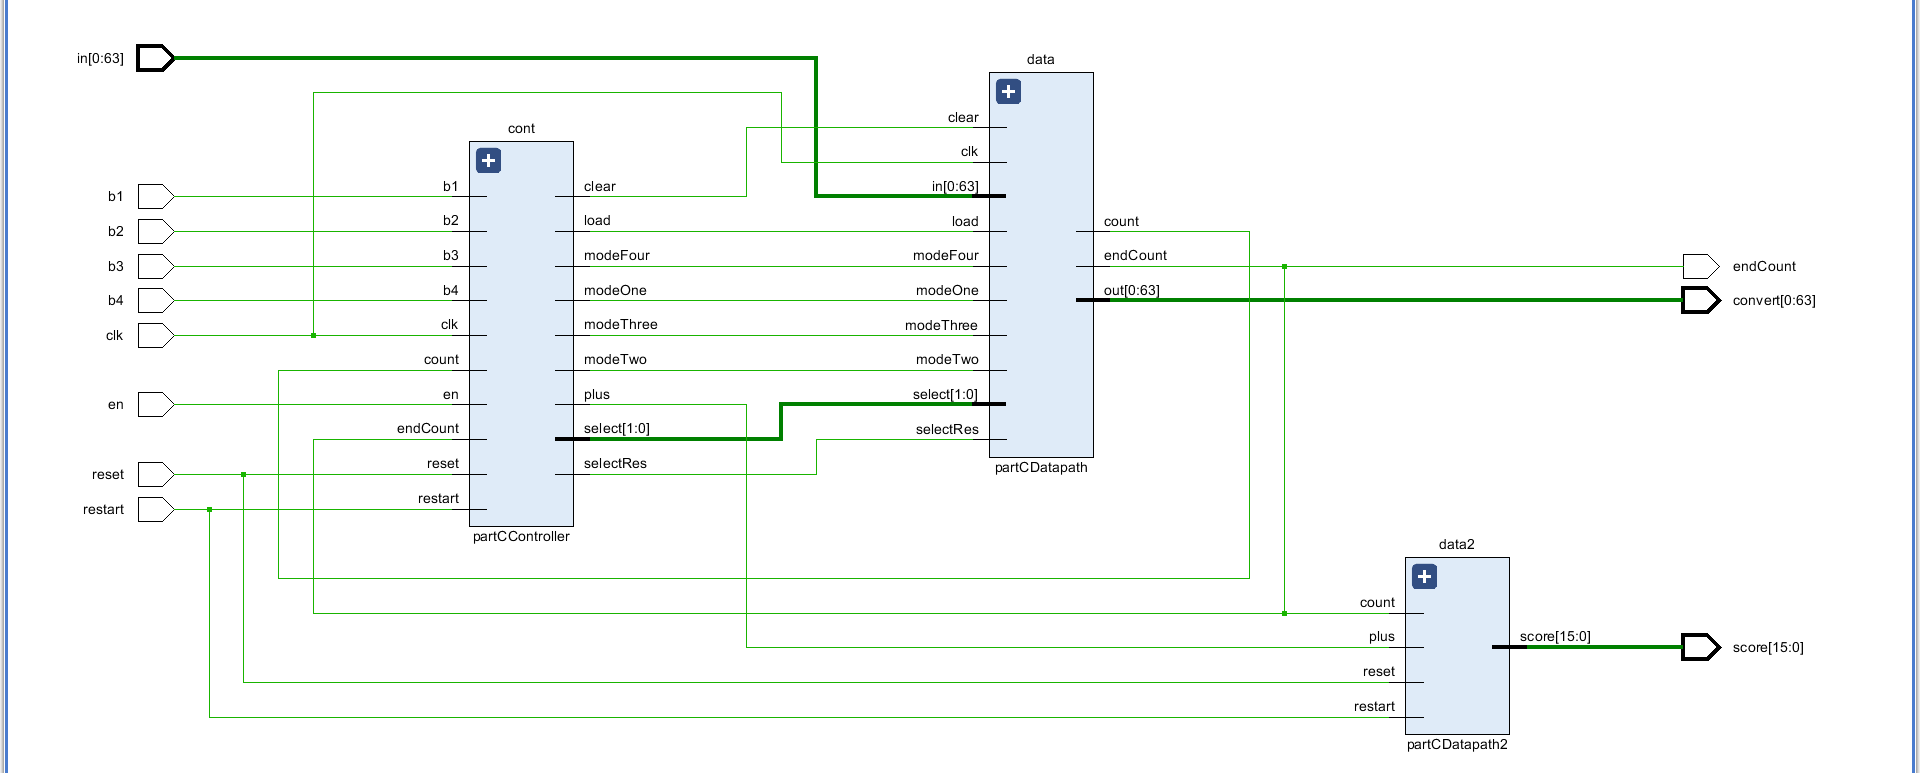 in[0:63]
b1
b2
b3
b4
clk
en
reset
restart
cont
b1
b2
b3
b4
clk
count
en
endCount
reset
restart
clear
load
modeFour
modeOne
modeThree
modeTwo
plus
select[1:0]
selectRes
partCController
data
clear
clk
in[0:63]
load
modeFour
modeOne
modeThree
modeTwo
select[1:0]
selectRes
count
endCount
out[0:63]
partCDatapath
data2
count
plus
reset
restart
score[15:0]
partCDatapath2
endCount
convert[0:63]
score[15:0]